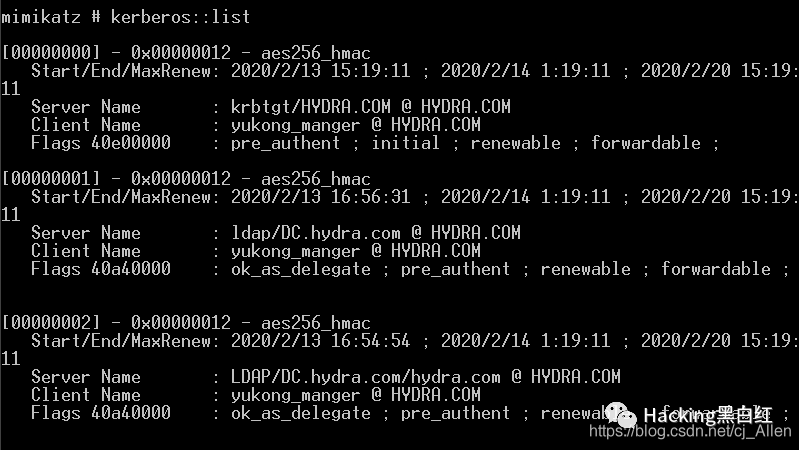 mimikatz # kerberos::list
[00000000] - 0x00000012 - aes256_hmac
Start/End/MaxRenew: 2020/2/13 15:19:11 ; 2020/2/14 1:19:11 ; 2020/2/20 15:19:
11
Server Name : krbtgt/HYDRA.COM @ HYDRA.COM
Client Name : yukong_manger @ HYDRA.COM
Flags 40e00000 : pre_authent ; initial ; renewable ; forwardable ;
[00000001] - 0x00000012 - aes256_hmac
Start/End/MaxRenew: 2020/2/13 16:56:31 ; 2020/2/14 1:19:11 ; 2020/2/20 15:19:
11
Server Name : ldap/DC.hydra.com @ HYDRA.COM
Client Name : yukong_manger @ HYDRA.COM
Flags 40a40000 : ok_as_delegate ; pre_authent ; renewable ; forwardable ;
[00000002] - 0x00000012 - aes256_hmac
Start/End/MaxRenew: 2020/2/13 16:54:54 ; 2020/2/14 1:19:11 ; 2020/2/20 15:19:
11
Server Name : LDAP/DC.hydra.com/hydra.com @ HYDRA.COM
Client Name : yukong_manger @ HYDRA.COM
Flags 40a40000 : ok_as_delegate ; pre_authent ; renewable ; forwardable ;
Hacking黑白红
https://blog.csdn.net/cj_Allen